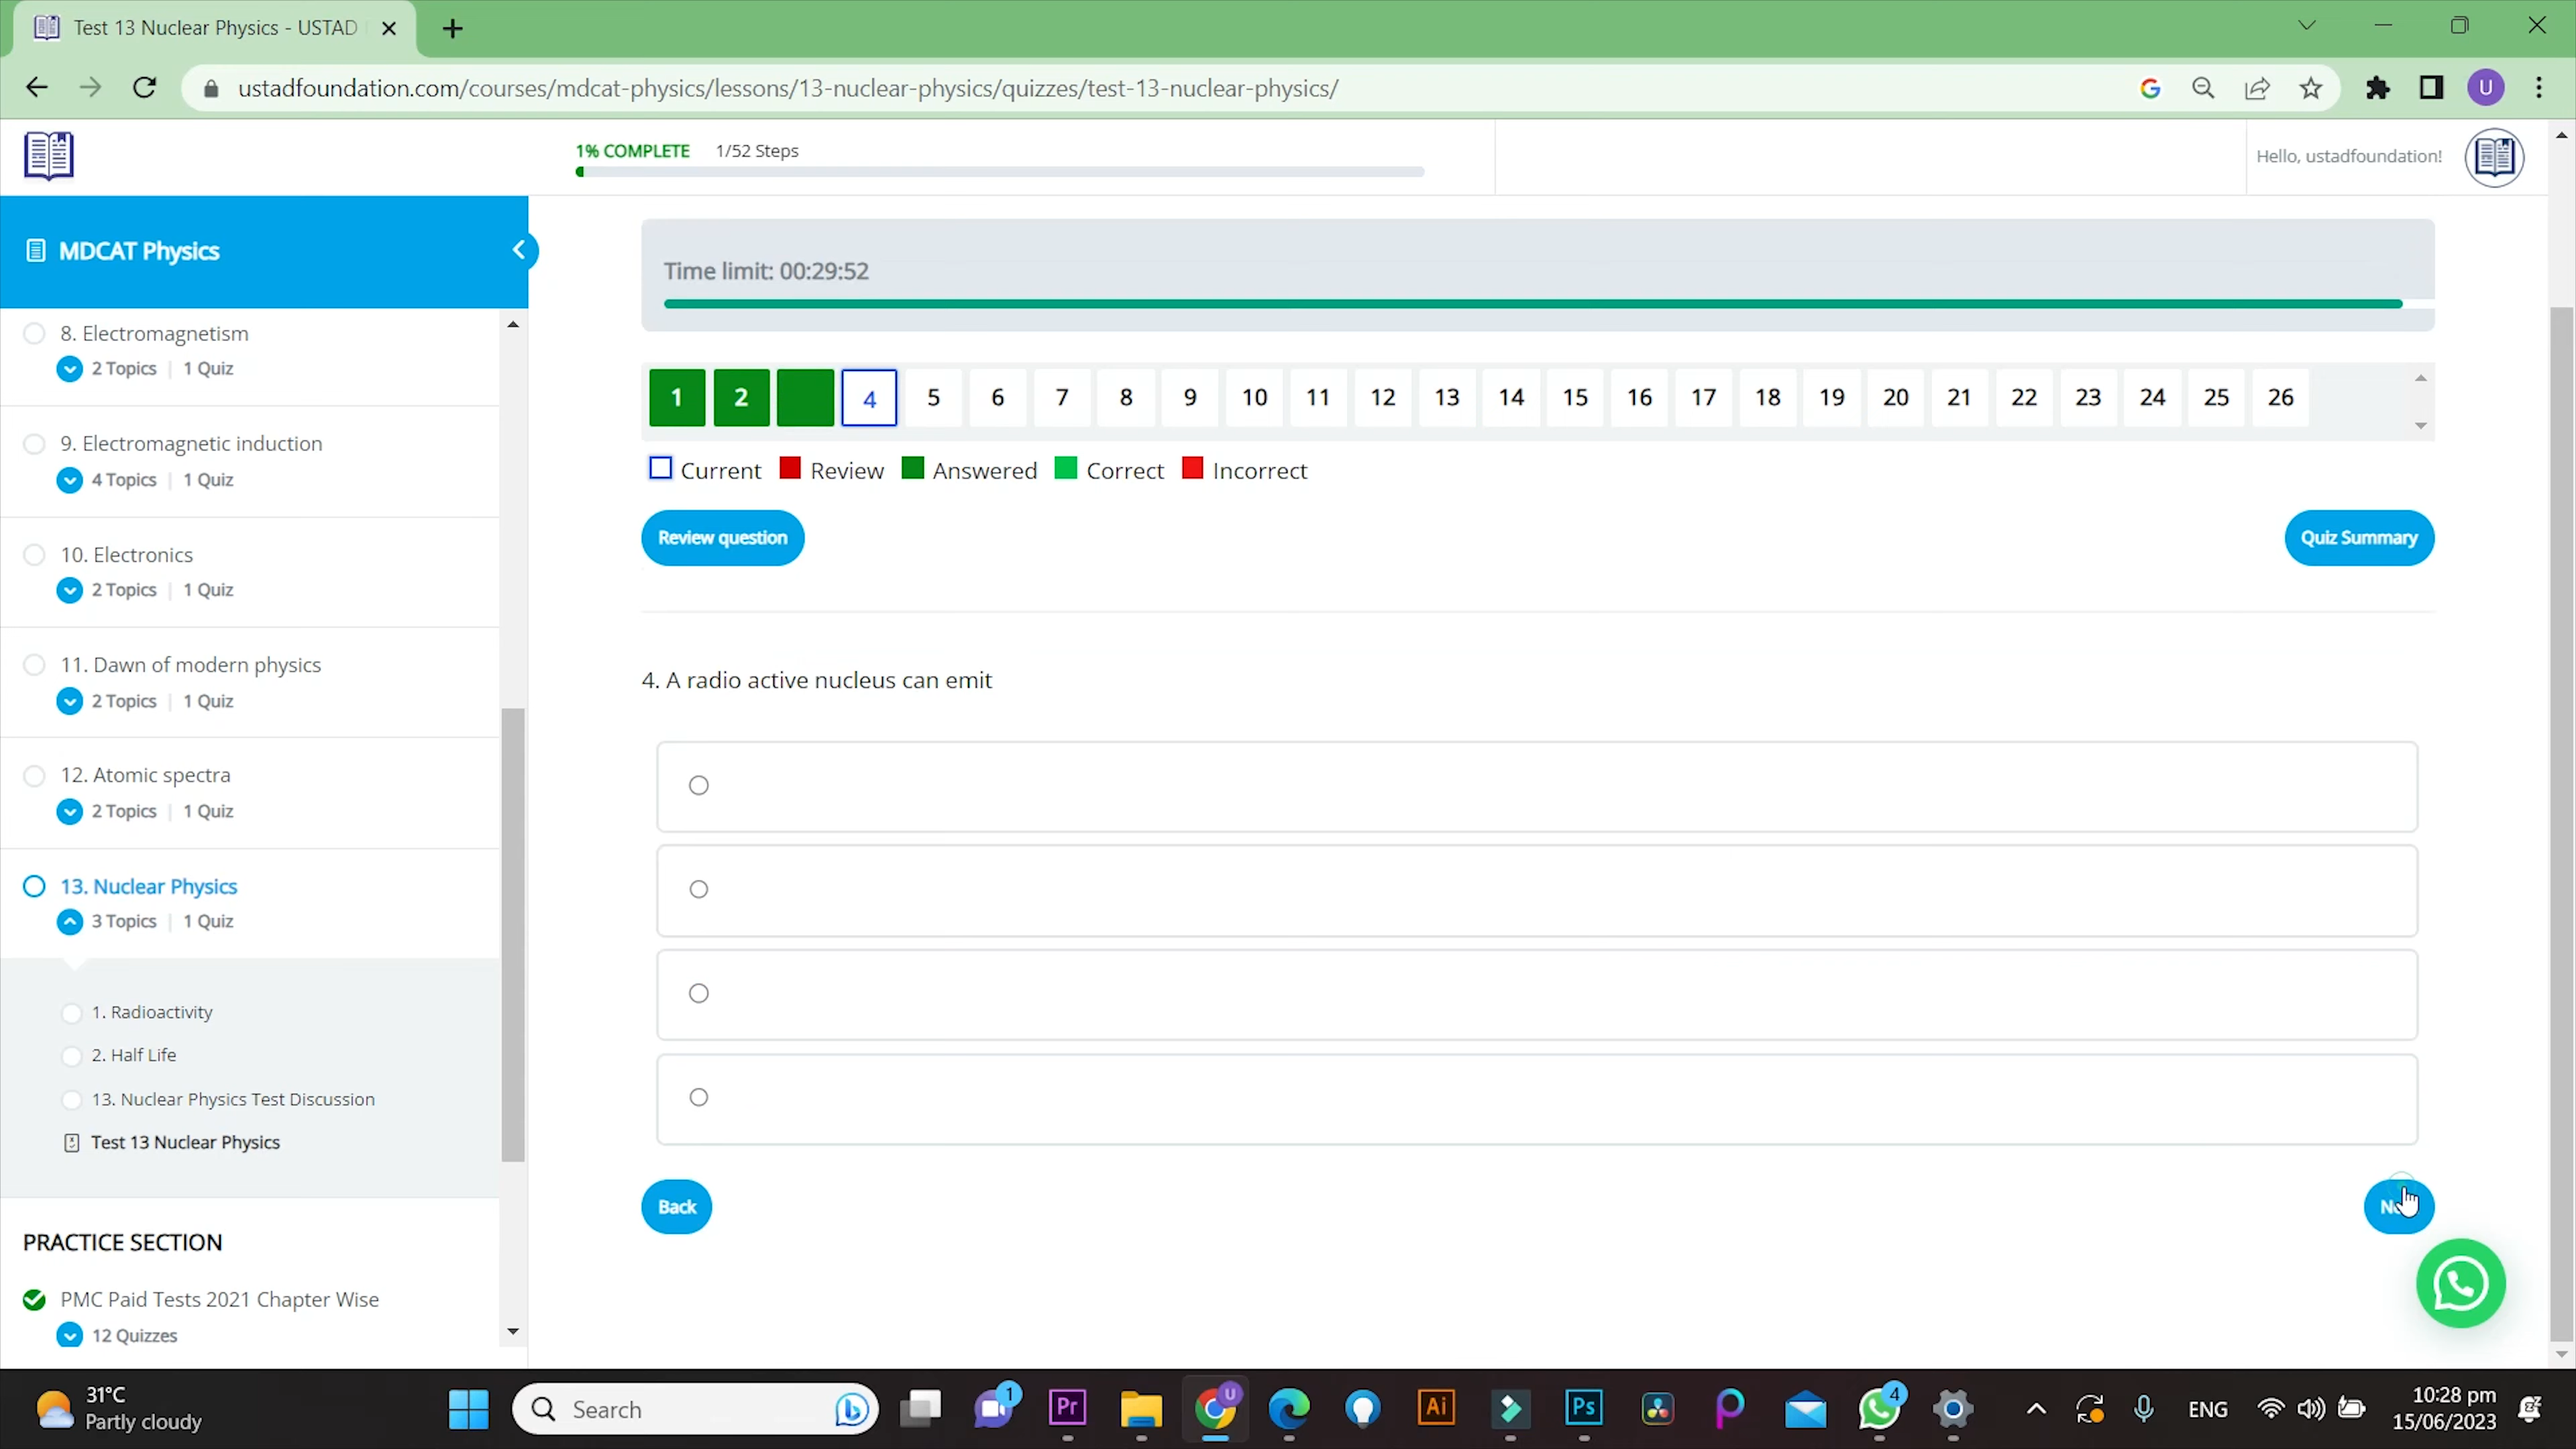 Test 13 Nuclear Physics - USTAD
ustadfoundation.com/courses/mdcat-physics/lessons/13-nuclear-physics/quizzes/test-13-nuclear-physics/
U
1% COMPLETE 1/52 Steps
Hello, ustadfoundation!
MDCAT Physics
8. Electromagnetism
2 Topics | 1 Quiz
9. Electromagnetic induction
4 Topics | 1 Quiz
10. Electronics
2 Topics | 1 Quiz
11. Dawn of modern physics
2 Topics | 1 Quiz
12. Atomic spectra
2 Topics | 1 Quiz
13. Nuclear Physics
3 Topics | 1 Quiz
1. Radioactivity
2. Half Life
13. Nuclear Physics Test Discussion
Test 13 Nuclear Physics
PRACTICE SECTION
PMC Paid Tests 2021 Chapter Wise
12 Quizzes
Time limit: 00:29:52
1 2 4 5 6 7 8 9 10 11 12 13 14 15 16 17 18 19 20 21 22 23 24 25 26
Current Review Answered Correct Incorrect
Review question
Quiz Summary
4. A radio active nucleus can emit
Back
31°C
Partly cloudy
Search
1
Pr
U
Ai
Ps
4
ENG
10:28 pm
15/06/2023